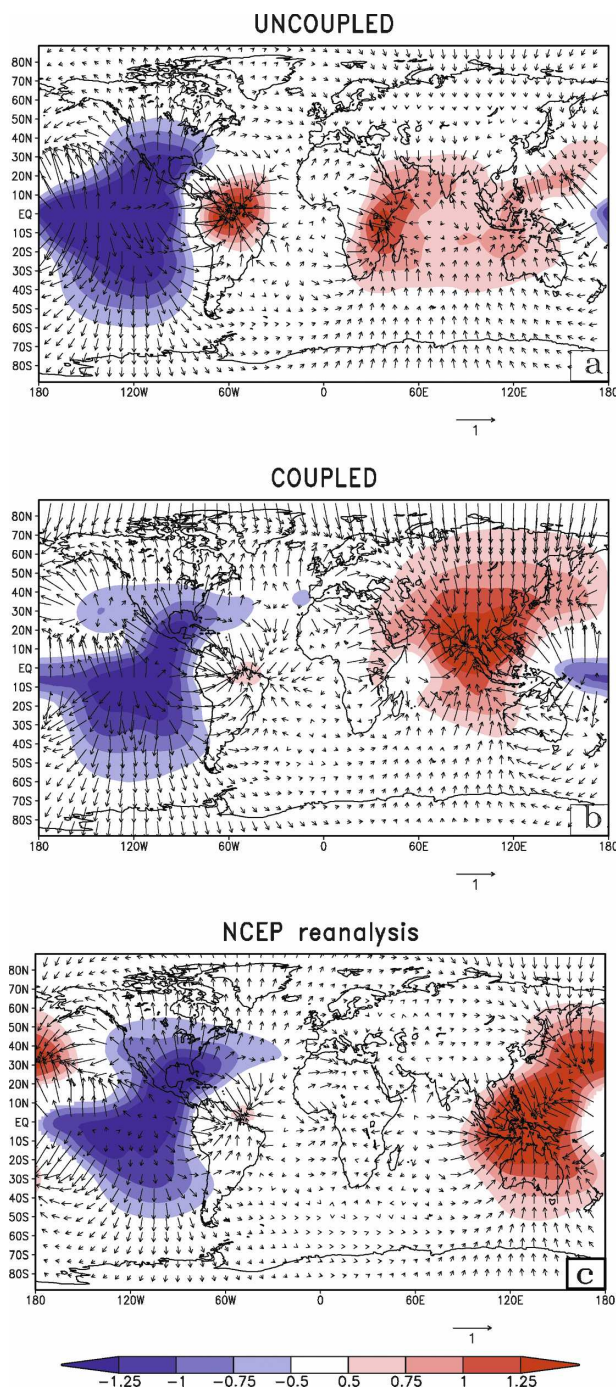 UNCOUPLED
80N
70N
60N
50N
40N
30N
20N
10N
EQ
10S
20S
30S
40S
50S
60S
70S
80S
180 120W 60W 0 60E 120E 180
a
1
COUPLED
80N
70N
60N
50N
40N
30N
20N
10N
EQ
10S
20S
30S
40S
50S
60S
70S
80S
180 120W 60W 0 60E 120E 180
b
1
NCEP reanalysis
80N
70N
60N
50N
40N
30N
20N
10N
EQ
10S
20S
30S
40S
50S
60S
70S
80S
180 120W 60W 0 60E 120E 180
c
1
−1.25 −1 −0.75 −0.5 0.5 0.75 1 1.25